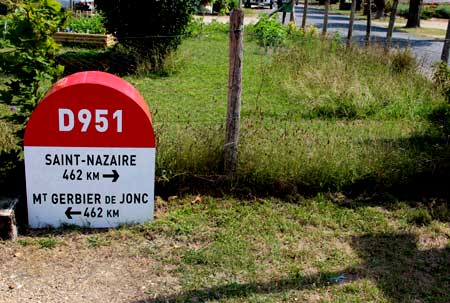 D951
SAINT-NAZAIRE
462 KM →
MT GERBIER DE JONC
← 462 KM